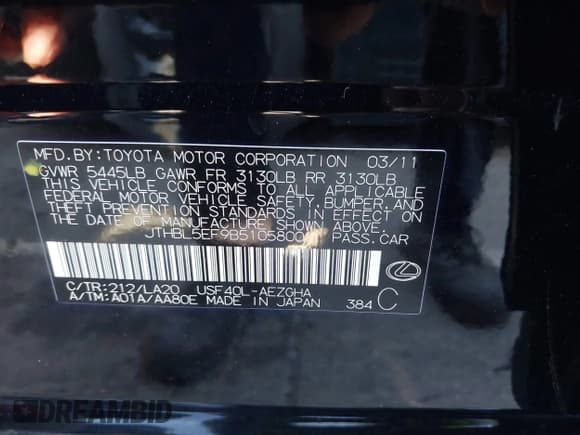 MFD.BY:TOYOTA MOTOR CORPORATION 03/11
GVWR 5445LB GAWR FR 3130LB RR 3130LB
THIS VEHICLE CONFORMS TO ALL APPLICABLE
FEDERAL MOTOR VEHICLE SAFETY,BUMPER,AND
THEFT PREVENTION STANDARDS IN EFFECT ON
THE DATE OF MANUFACTURE SHOWN ABOVE.
PASS.CAR
C/TR:212/LA20 USF40L-AEZGHA
A/TM:A01A/AA80E MADE IN JAPAN 384 C
DREAMBID